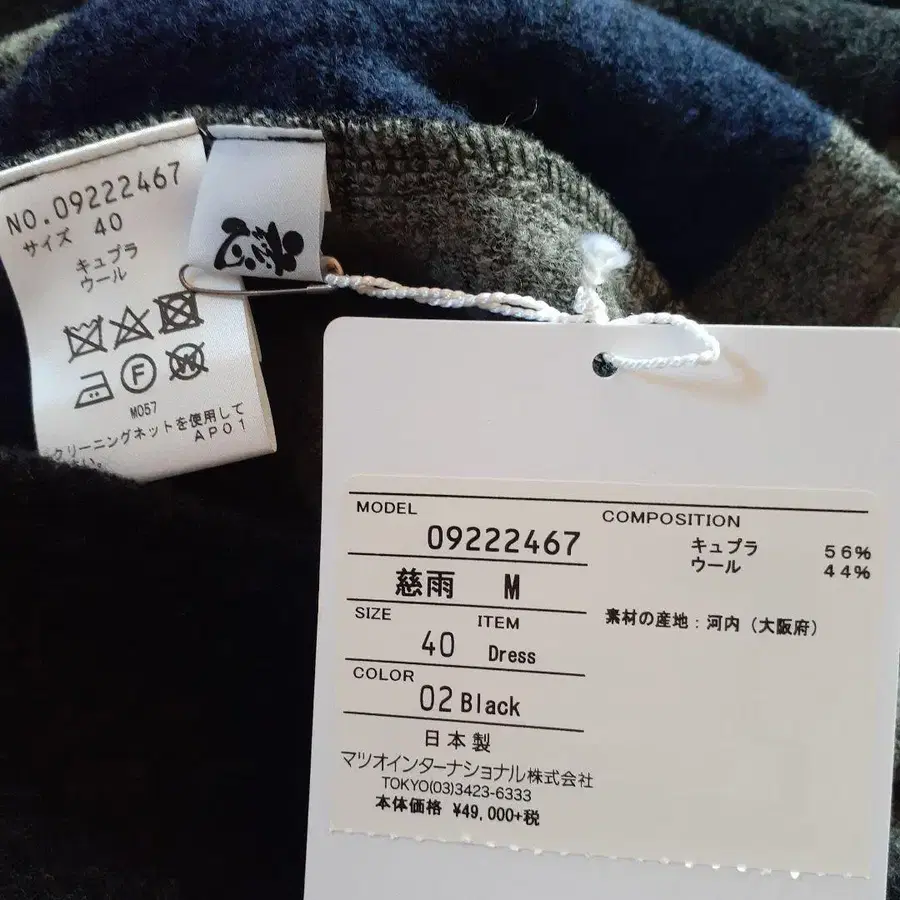 NO.09222467
サイズ 40
キュプラ
ウール
F
W
M057
クリーニングネットを使用して
AP01
MODEL
09222467
慈雨 M
SIZE
ITEM
40 Dress
COLOR
02 Black
日本製
マツオインターナショナル株式会社
TOKYO(03)3423-6333
本体価格 ¥49,000+税
COMPOSITION
キュプラ 56%
ウール 44%
素材の産地：河内（大阪府）